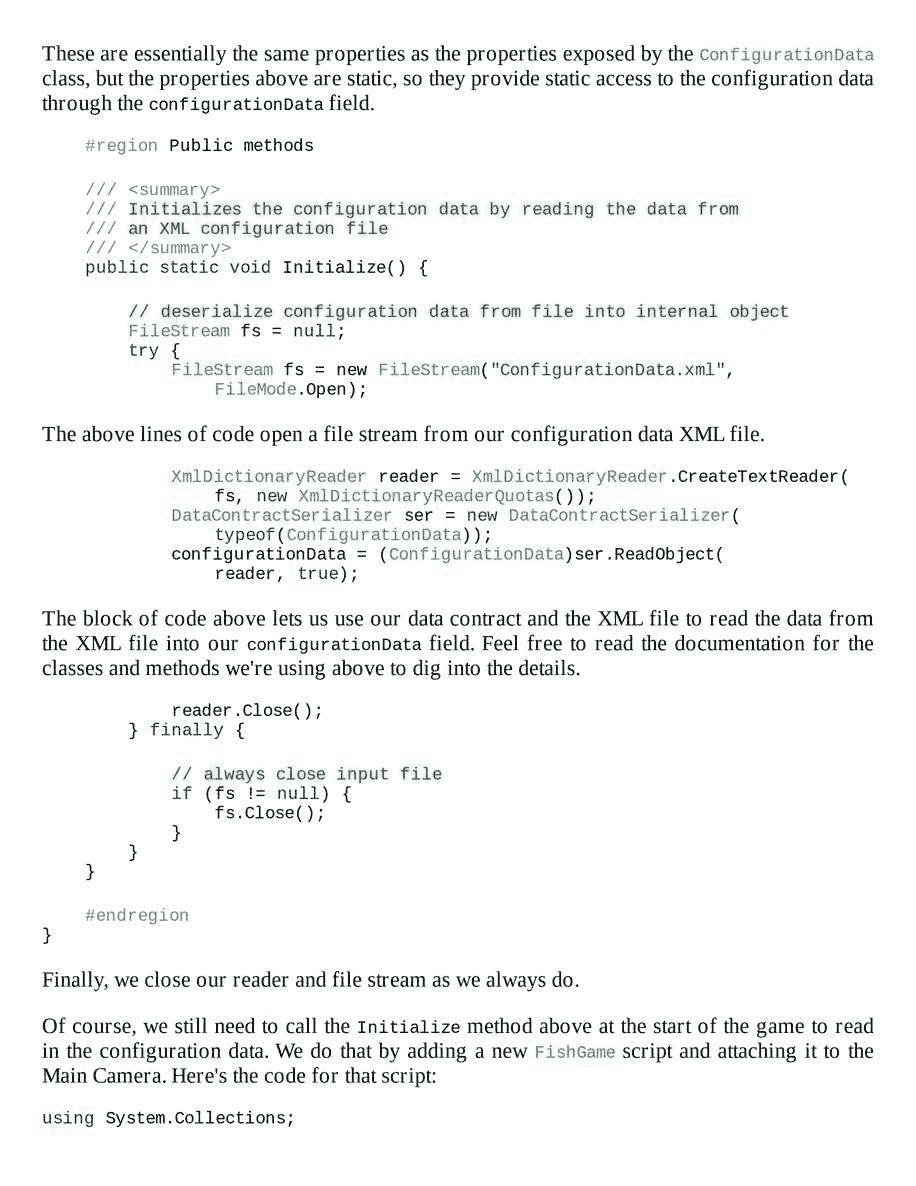 These are essentially the same properties as the properties exposed by the ConfigurationData
class, but the properties above are static, so they provide static access to the configuration data
through the configurationData field.
#region Public methods
/// <summary>
/// Initializes the configuration data by reading the data from
/// an XML configuration file
/// </summary>
public static void Initialize() {
// deserialize configuration data from file into internal object
FileStream fs = null;
try {
FileStream fs = new FileStream("ConfigurationData.xml",
FileMode.Open);
The above lines of code open a file stream from our configuration data XML file.
XmlDictionaryReader reader = XmlDictionaryReader.CreateTextReader(
fs, new XmlDictionaryReaderQuotas());
DataContractSerializer ser = new DataContractSerializer(
typeof(ConfigurationData));
configurationData = (ConfigurationData)ser.ReadObject(
reader, true);
The block of code above lets us use our data contract and the XML file to read the data from
the XML file into our configurationData field. Feel free to read the documentation for the
classes and methods we're using above to dig into the details.
reader.Close();
} finally {
// always close input file
if (fs != null) {
fs.Close();
}
}
}
#endregion
}
Finally, we close our reader and file stream as we always do.
Of course, we still need to call the Initialize method above at the start of the game to read
in the configuration data. We do that by adding a new FishGame script and attaching it to the
Main Camera. Here's the code for that script:
using System.Collections;